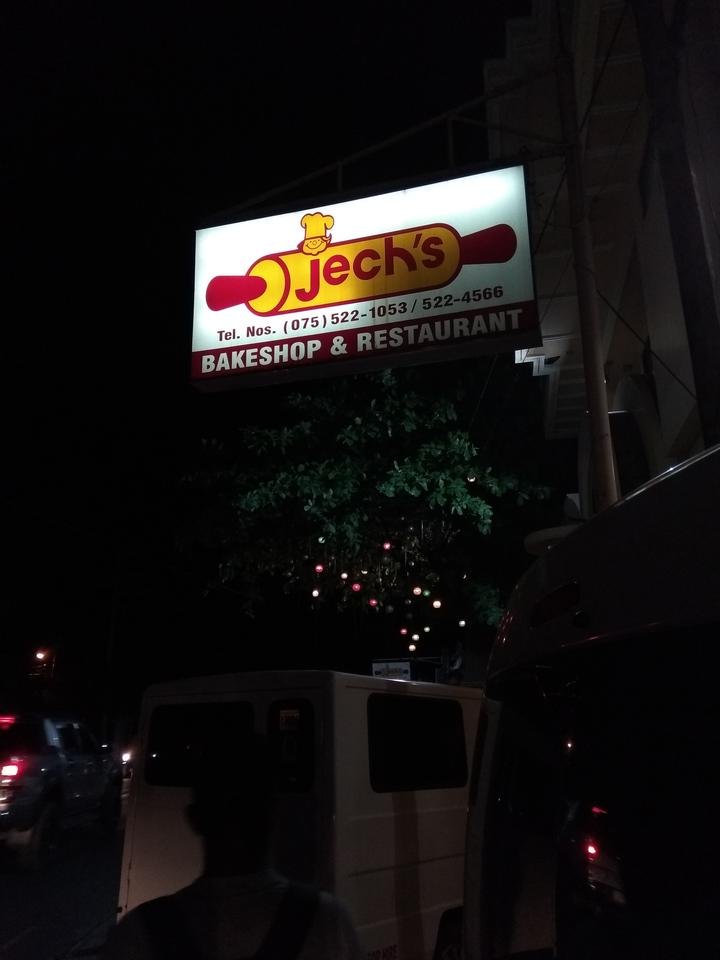 Jech's
Tel. Nos. (075) 522-1053 / 522-4566
BAKESHOP & RESTAURANT